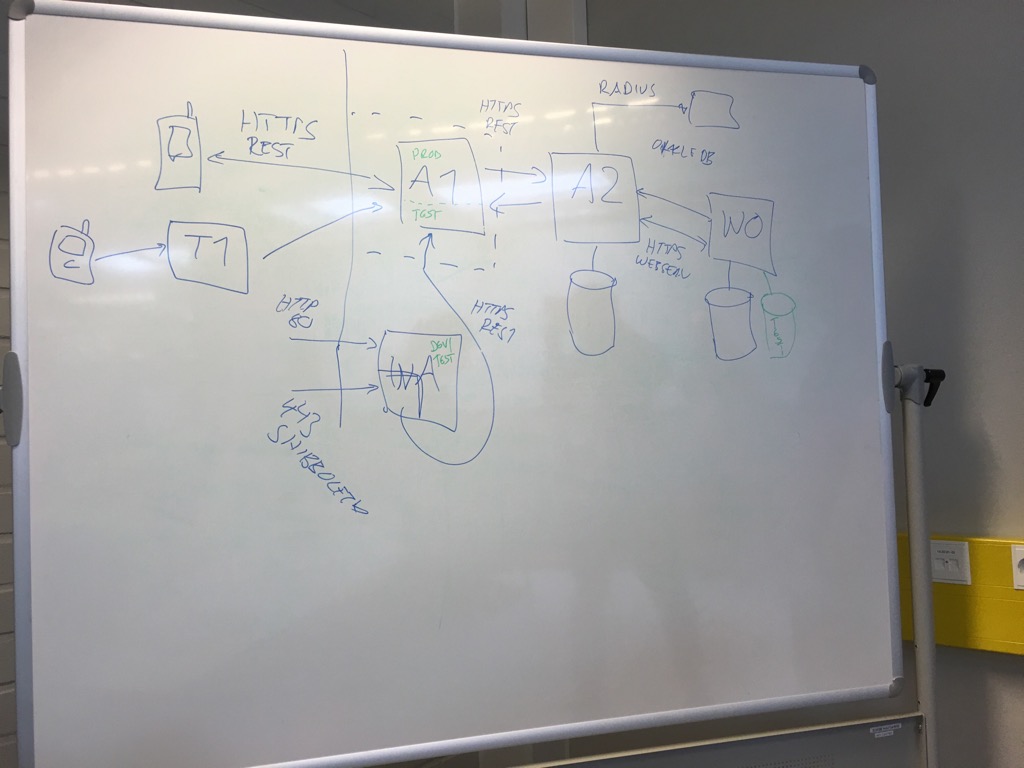 RADIUS
HTTPS
REST
HTTPS
REST
ORACLE DB
PROD
A1
TEST
A2
WO
T1
HTTPS
WEBSEAL
HTTP
80
HTTPS
REST
DEV/
TEST
443
SHIBBOLETH